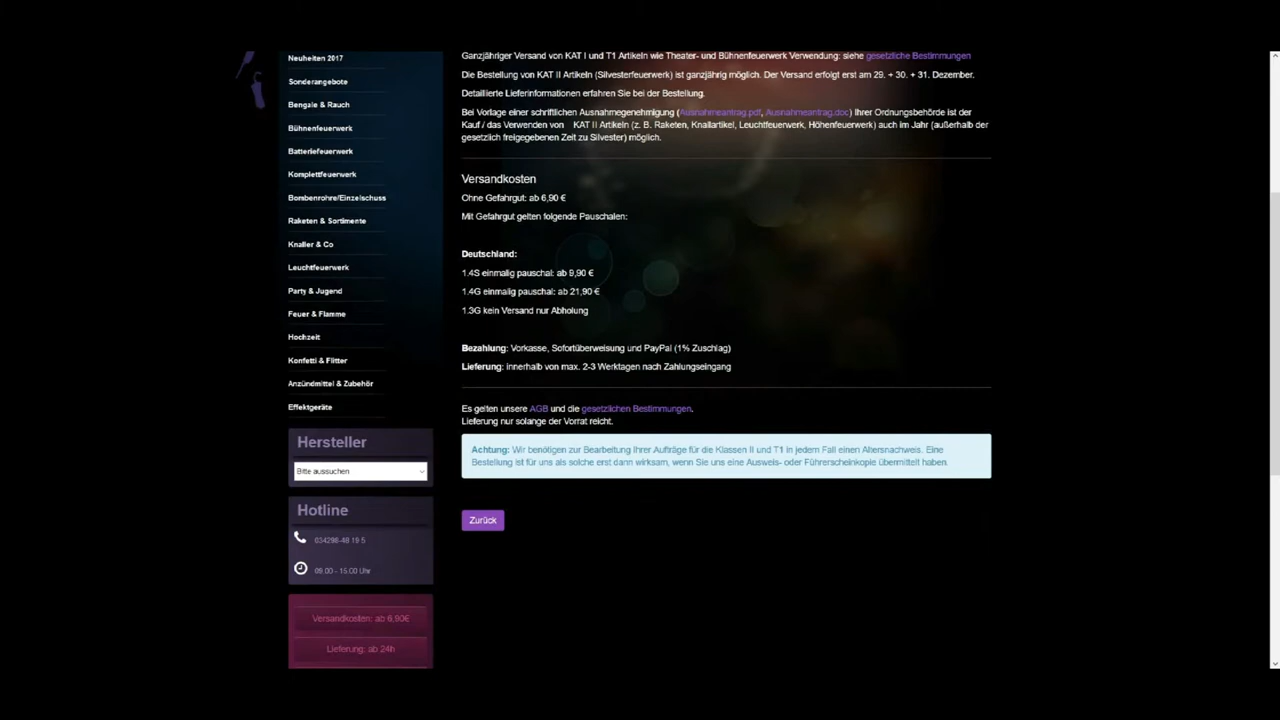 Neuheiten 2017
Sonderangebote
Bengale & Rauch
Bühnenfeuerwerk
Batteriefeuerwerk
Komplettfeuerwerk
Bombenrohre/Einzelschuss
Raketen & Sortimente
Knaller & Co
Leuchtfeuerwerk
Party & Jugend
Feuer & Flamme
Hochzeit
Konfetti & Flitter
Anzündmittel & Zubehör
Effektgeräte
Hersteller
Bitte aussuchen
Hotline
034298-48 19 5
09.00 - 15.00 Uhr
Versandkosten: ab 6,90€
Lieferung: ab 24h
Ganzjähriger Versand von KAT I und T1 Artikeln wie Theater- und Bühnenfeuerwerk Verwendung: siehe gesetzliche Bestimmungen
Die Bestellung von KAT II Artikeln (Silvesterfeuerwerk) ist ganzjährig möglich. Der Versand erfolgt erst am 29. + 30. + 31. Dezember.
Detaillierte Lieferinformationen erfahren Sie bei der Bestellung.
Bei Vorlage einer schriftlichen Ausnahmegenehmigung (Ausnahmeantrag.pdf, Ausnahmeantrag.doc) Ihrer Ordnungsbehörde ist der
Kauf / das Verwenden von KAT II Artikeln (z. B. Raketen, Knallartikel, Leuchtfeuerwerk, Höhenfeuerwerk) auch im Jahr (außerhalb der
gesetzlich freigegebenen Zeit zu Silvester) möglich.
Versandkosten
Ohne Gefahrgut: ab 6,90 €
Mit Gefahrgut gelten folgende Pauschalen:
Deutschland:
1.4S einmalig pauschal: ab 9,90 €
1.4G einmalig pauschal: ab 21,90 €
1.3G kein Versand nur Abholung
Bezahlung: Vorkasse, Sofortüberweisung und PayPal (1% Zuschlag)
Lieferung: innerhalb von max. 2-3 Werktagen nach Zahlungseingang
Es gelten unsere AGB und die gesetzlichen Bestimmungen.
Lieferung nur solange der Vorrat reicht.
Achtung: Wir benötigen zur Bearbeitung Ihrer Aufträge für die Klassen II und T1 in jedem Fall einen Altersnachweis. Eine
Bestellung ist für uns als solche erst dann wirksam, wenn Sie uns eine Ausweis- oder Führerscheinkopie übermittelt haben.
Zurück